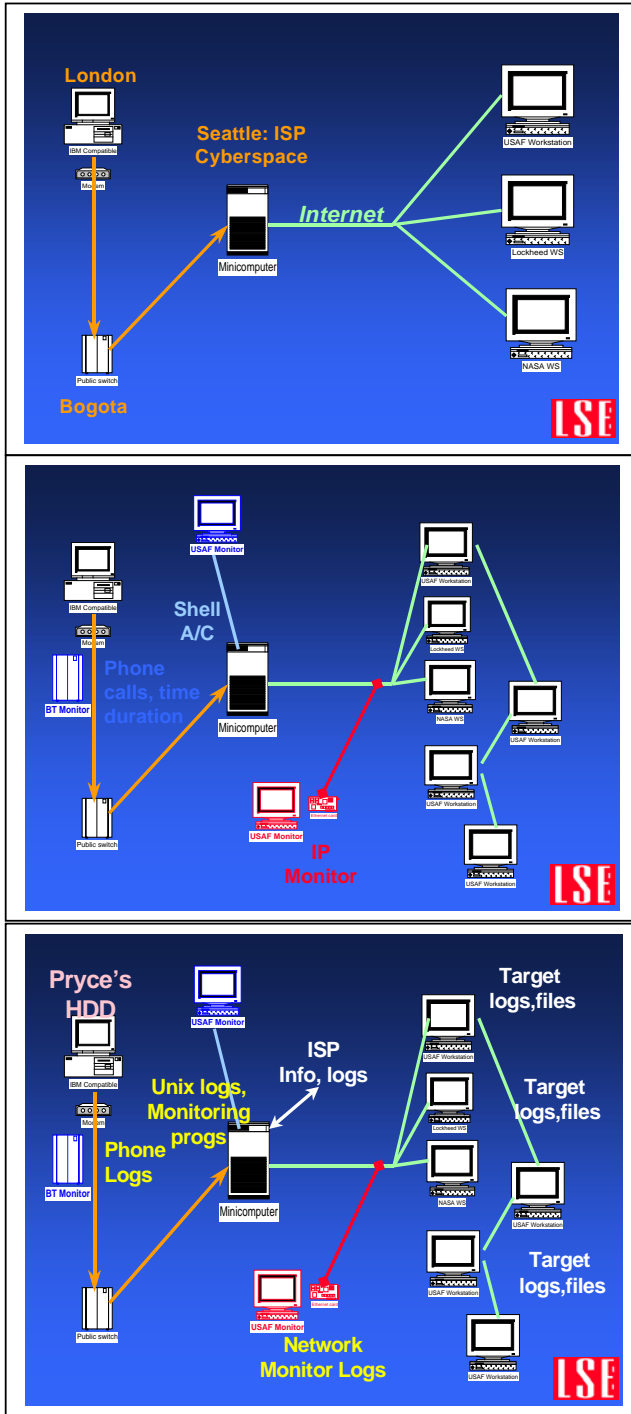 London
IBM Compatible
Modem
Seattle: ISP
Cyberspace
Minicomputer
Internet
USAF Workstation
Lockheed WS
NASA WS
Public switch
Bogota
LSE
USAF Monitor
IBM Compatible
Modem
Shell
A/C
BT Monitor
Phone
calls, time
duration
Minicomputer
USAF Workstation
Lockheed WS
NASA WS
USAF Workstation
USAF Workstation
USAF Workstation
Public switch
USAF Monitor
Ethernet card
IP
Monitor
LSE
Pryce's
HDD
IBM Compatible
Modem
USAF Monitor
ISP
Info, logs
Unix logs,
Monitoring
progs
Phone
Logs
BT Monitor
Minicomputer
Target
logs,files
USAF Workstation
Lockheed WS
Target
logs,files
NASA WS
USAF Workstation
Target
logs,files
USAF Workstation
USAF Workstation
Public switch
USAF Monitor
Ethernet card
Network
Monitor Logs
LSE